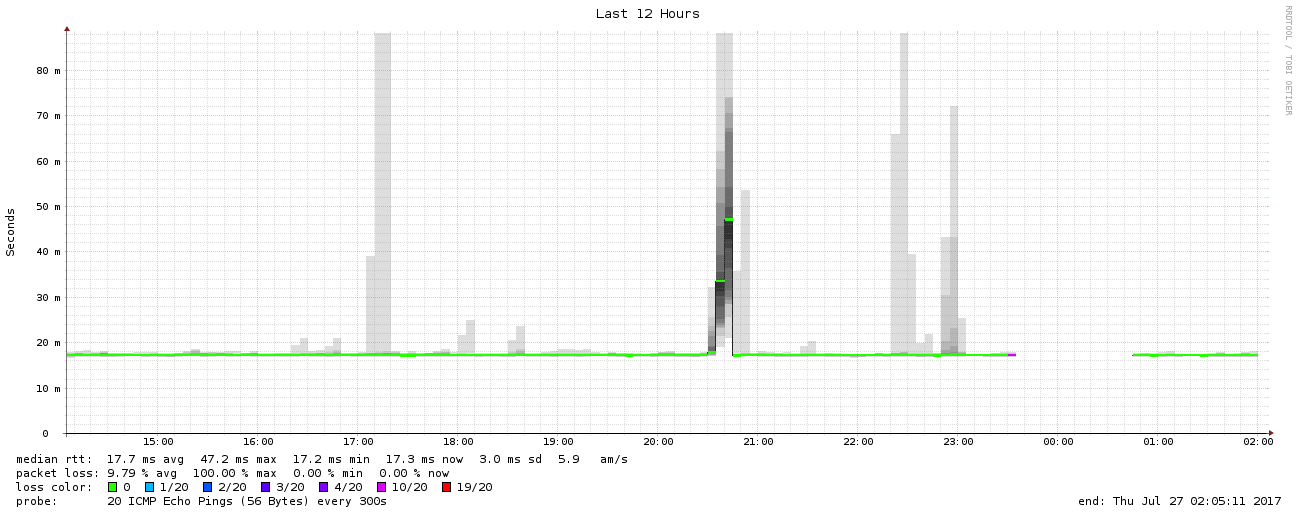 Last 12 Hours
RRDTOOL / TOBI OETIKER
Seconds
80 m
70 m
60 m
50 m
40 m
30 m
20 m
10 m
0
15:00 16:00 17:00 18:00 19:00 20:00 21:00 22:00 23:00 00:00 01:00 02:00
median rtt: 17.7 ms avg 47.2 ms max 17.2 ms min 17.3 ms now 3.0 ms sd 5.9 am/s
packet loss: 9.79 % avg 100.00 % max 0.00 % min 0.00 % now
loss color: 0 1/20 2/20 3/20 4/20 10/20 19/20
probe: 20 ICMP Echo Pings (56 Bytes) every 300s end: Thu Jul 27 02:05:11 2017